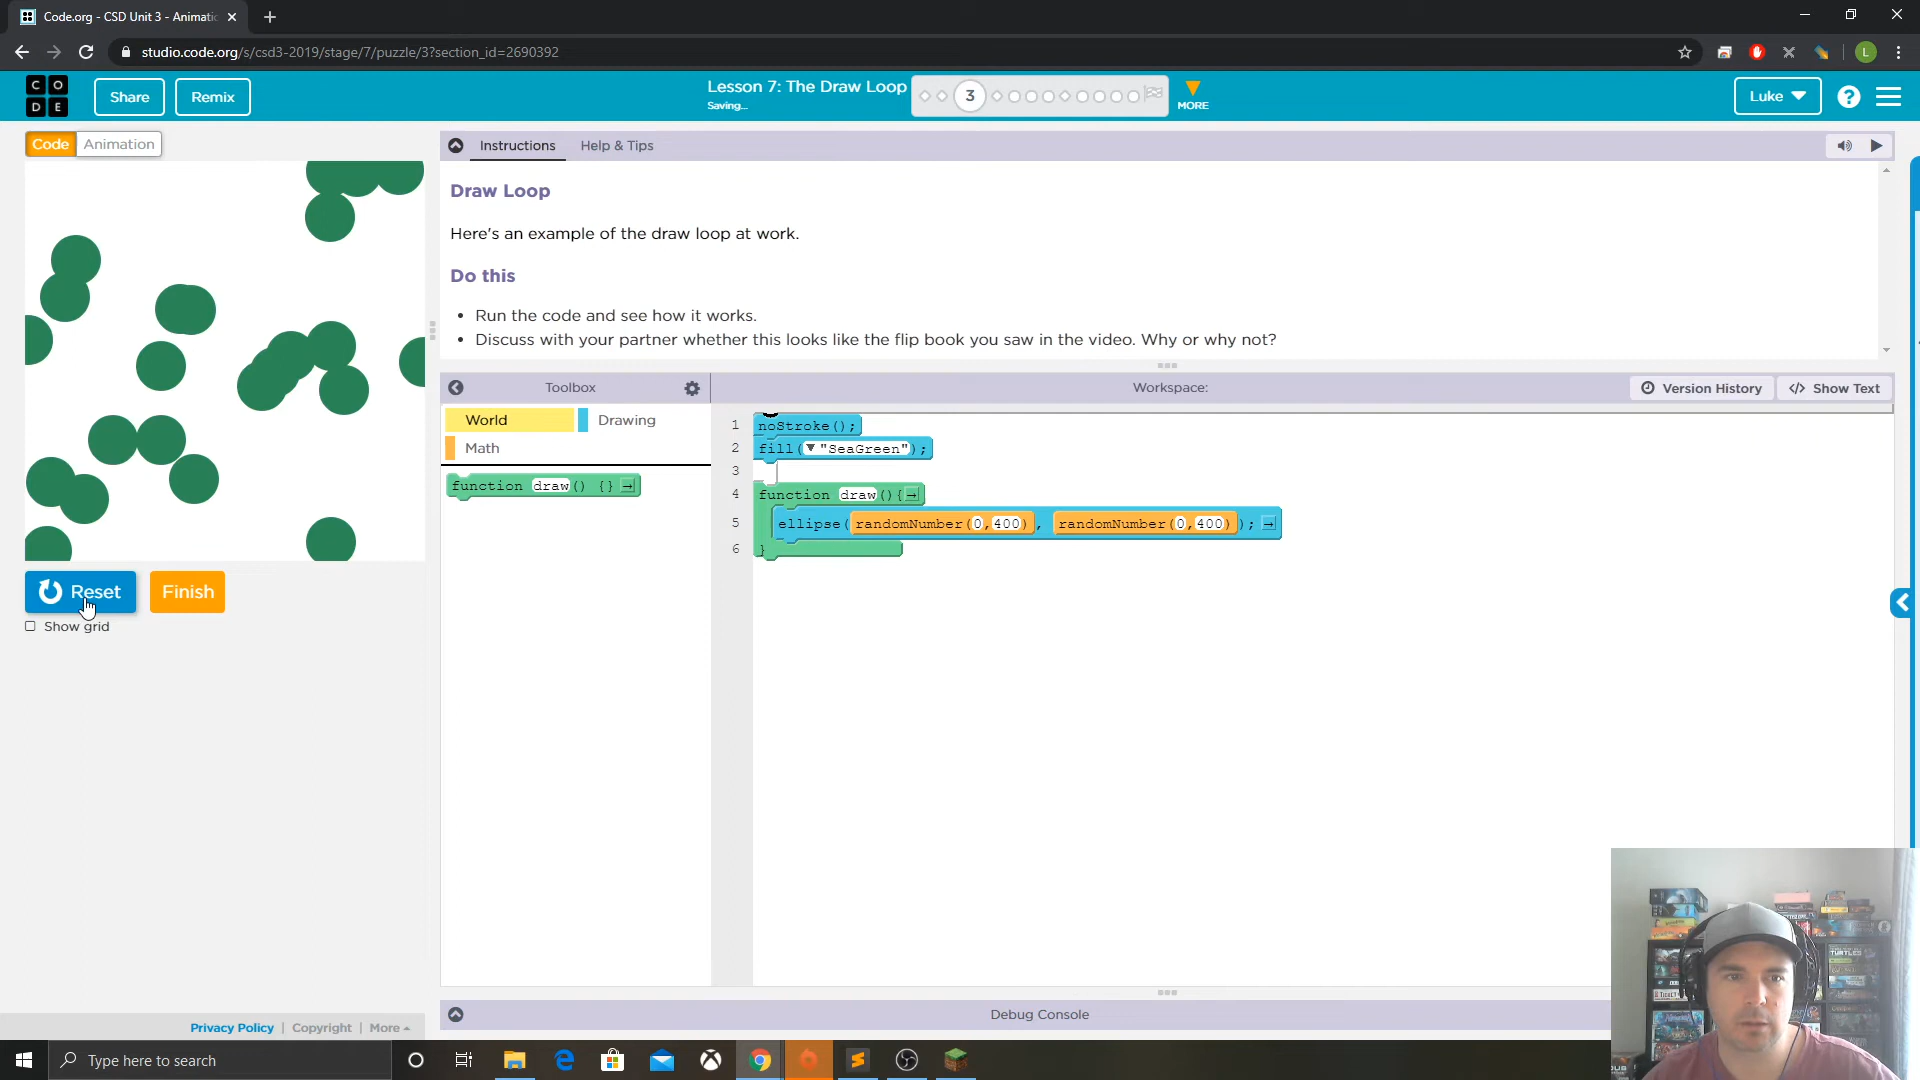 Code.org - CSD Unit 3 - Animatic
studio.code.org/s/csd3-2019/stage/7/puzzle/3?section_id=2690392
L
C O
D E
Share
Remix
Lesson 7: The Draw Loop
Saving...
3
MORE
Luke
?
Code
Animation
Instructions
Help & Tips
Draw Loop
Here's an example of the draw loop at work.
Do this
Run the code and see how it works.
Discuss with your partner whether this looks like the flip book you saw in the video. Why or why not?
Toolbox
Workspace:
Version History
</> Show Text
World
Drawing
Math
function draw() {}
1 noStroke();
2 fill("SeaGreen");
3
4 function draw(){
5 ellipse(randomNumber(0,400), randomNumber(0,400));
6 }
Reset
Finish
Show grid
Debug Console
Privacy Policy | Copyright | More
Type here to search